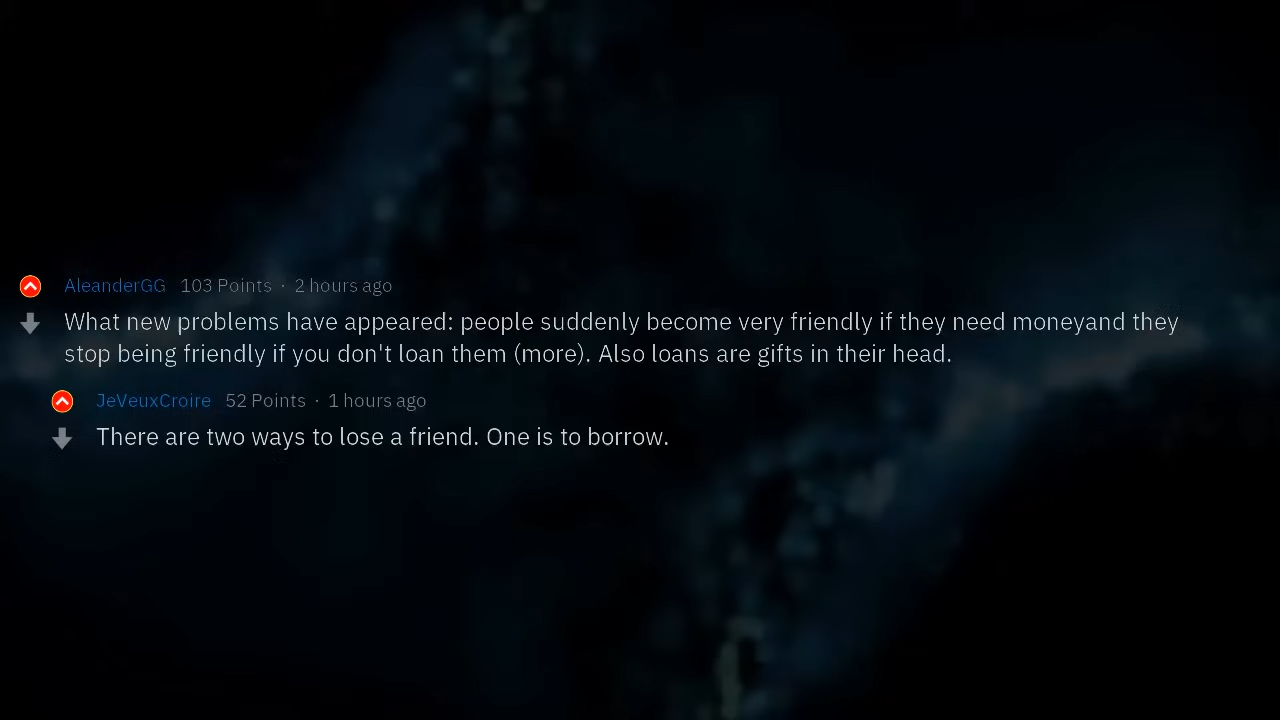 AleanderGG 103 Points · 2 hours ago
What new problems have appeared: people suddenly become very friendly if they need moneyand they
stop being friendly if you don't loan them (more). Also loans are gifts in their head.
JeVeuxCroire 52 Points · 1 hours ago
There are two ways to lose a friend. One is to borrow.